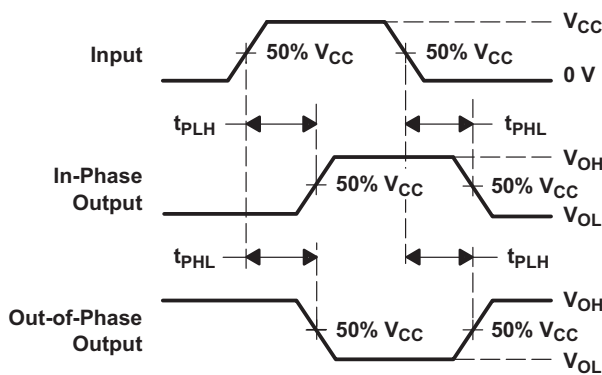 VCC
Input
50% VCC
50% VCC
0 V
tPLH
tPHL
VOH
In-Phase
Output
50% VCC
50% VCC
VOL
tPHL
tPLH
VOH
Out-of-Phase
Output
50% VCC
50% VCC
VOL